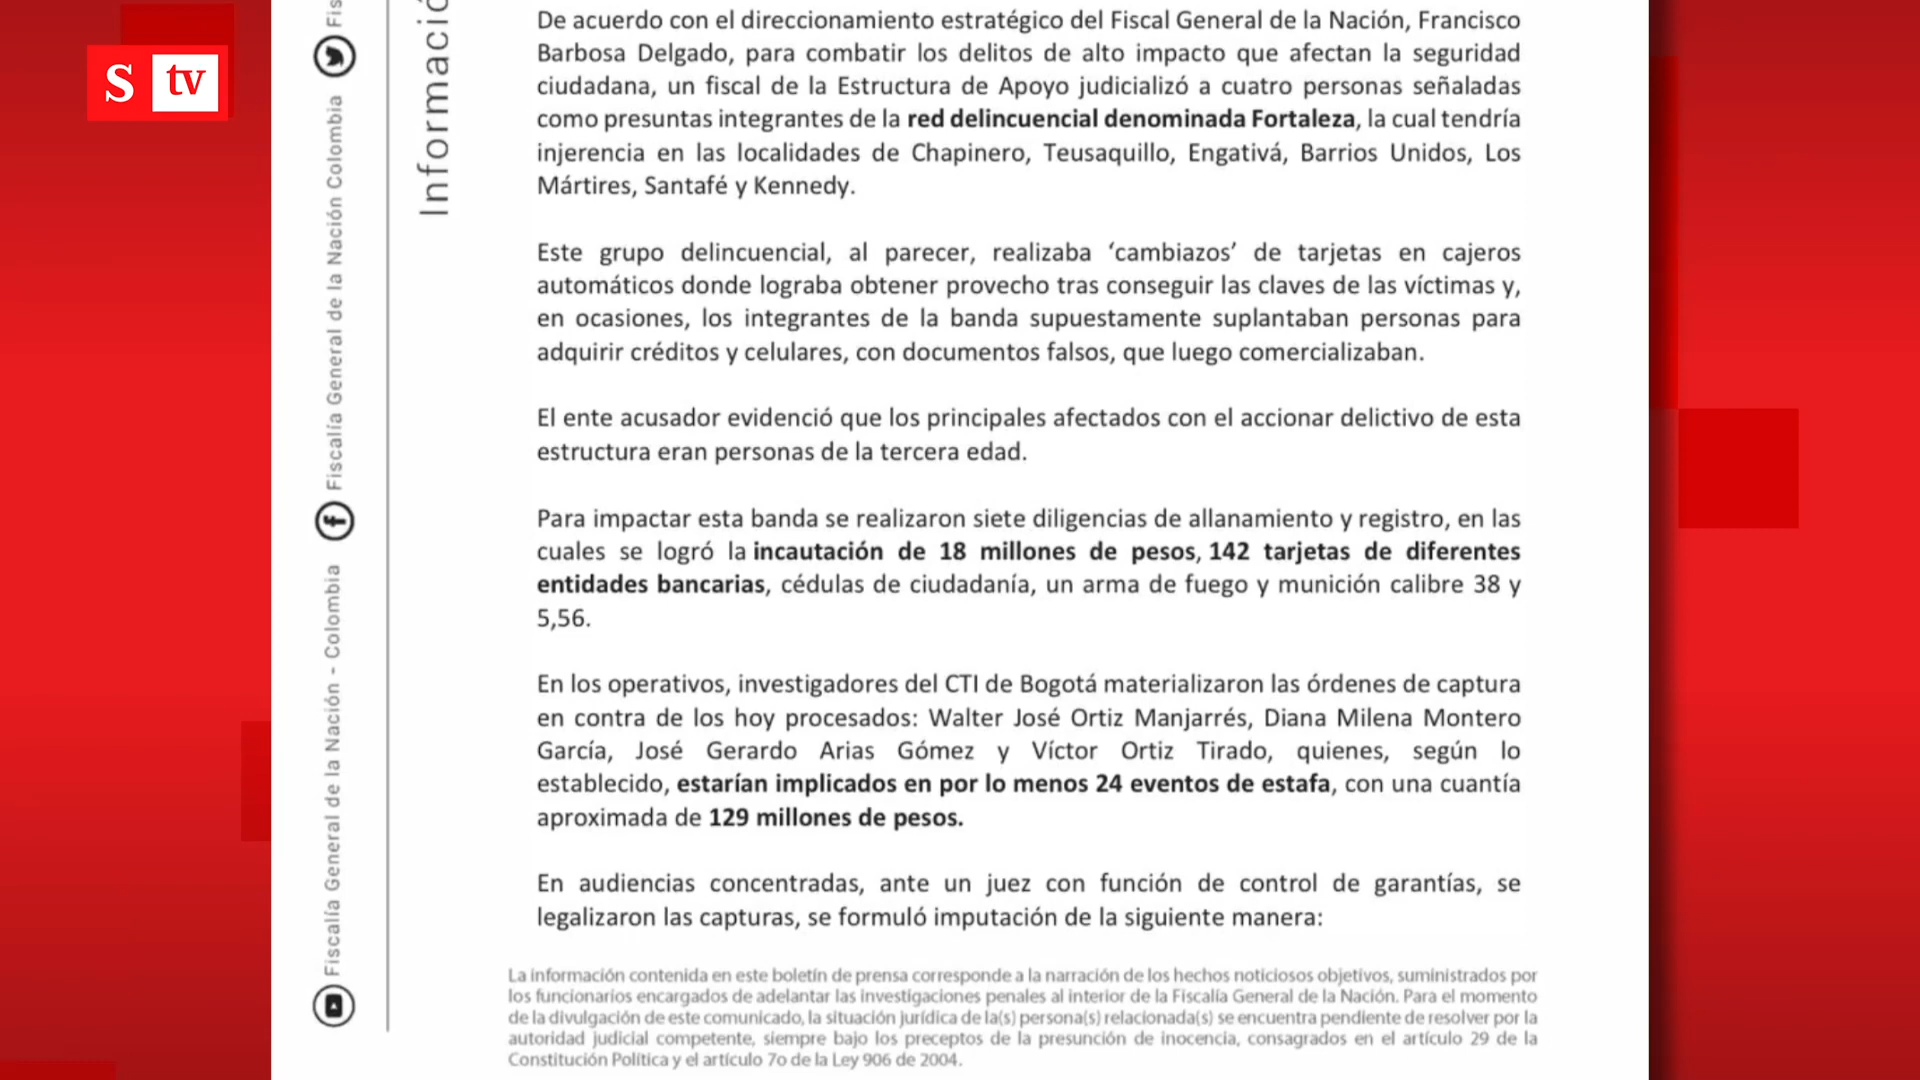 S tv
Fis
Fiscalía General de la Nación Colombia
Fiscalía General de la Nación - Colombia
Informació
De acuerdo con el direccionamiento estratégico del Fiscal General de la Nación, Francisco
Barbosa Delgado, para combatir los delitos de alto impacto que afectan la seguridad
ciudadana, un fiscal de la Estructura de Apoyo judicializó a cuatro personas señaladas
como presuntas integrantes de la red delincuencial denominada Fortaleza, la cual tendría
injerencia en las localidades de Chapinero, Teusaquillo, Engativá, Barrios Unidos, Los
Mártires, Santafé y Kennedy.
Este grupo delincuencial, al parecer, realizaba ‘cambiazos’ de tarjetas en cajeros
automáticos donde lograba obtener provecho tras conseguir las claves de las víctimas y,
en ocasiones, los integrantes de la banda supuestamente suplantaban personas para
adquirir créditos y celulares, con documentos falsos, que luego comercializaban.
El ente acusador evidenció que los principales afectados con el accionar delictivo de esta
estructura eran personas de la tercera edad.
Para impactar esta banda se realizaron siete diligencias de allanamiento y registro, en las
cuales se logró la incautación de 18 millones de pesos, 142 tarjetas de diferentes
entidades bancarias, cédulas de ciudadanía, un arma de fuego y munición calibre 38 y
5,56.
En los operativos, investigadores del CTI de Bogotá materializaron las órdenes de captura
en contra de los hoy procesados: Walter José Ortiz Manjarrés, Diana Milena Montero
García, José Gerardo Arias Gómez y Víctor Ortiz Tirado, quienes, según lo
establecido, estarían implicados en por lo menos 24 eventos de estafa, con una cuantía
aproximada de 129 millones de pesos.
En audiencias concentradas, ante un juez con función de control de garantías, se
legalizaron las capturas, se formuló imputación de la siguiente manera:
La información contenida en este boletín de prensa corresponde a la narración de los hechos noticiosos objetivos, suministrados por
los funcionarios encargados de adelantar las investigaciones penales al interior de la Fiscalía General de la Nación. Para el momento
de la divulgación de este comunicado, la situación jurídica de la(s) persona(s) relacionada(s) se encuentra pendiente de resolver por la
autoridad judicial competente, siempre bajo los preceptos de la presunción de inocencia, consagrados en el artículo 29 de la
Constitución Política y el artículo 7o de la Ley 906 de 2004.